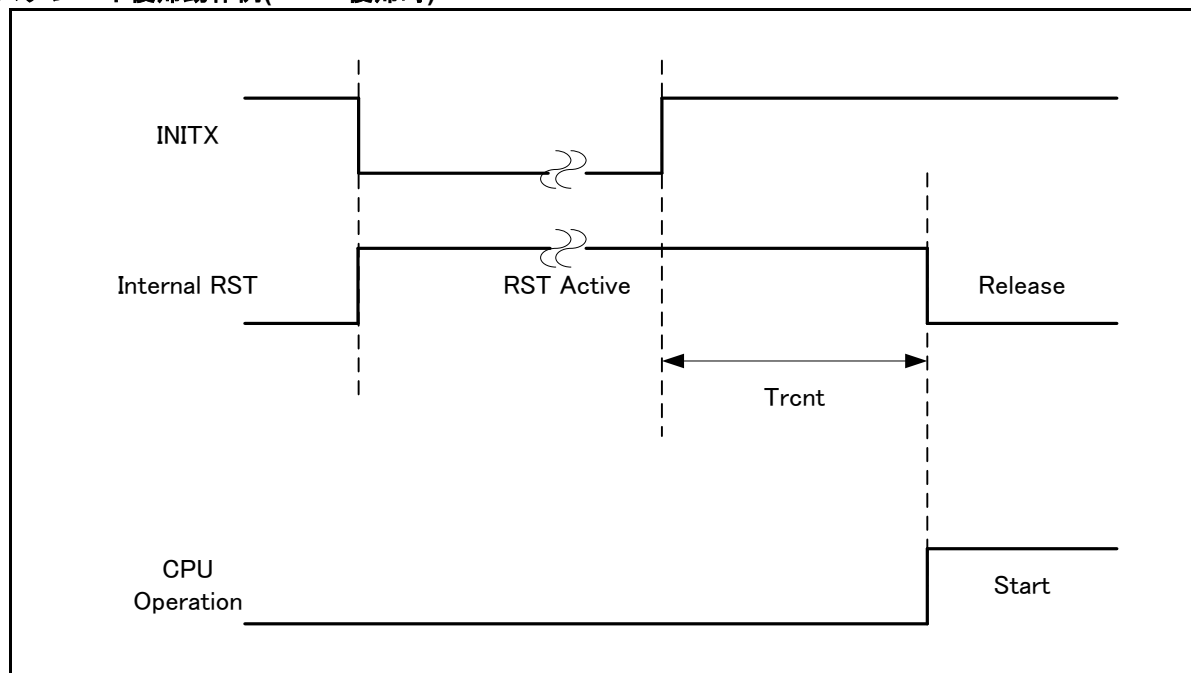 INITX
Internal RST
RST Active
Release
Trcnt
CPU
Operation
Start